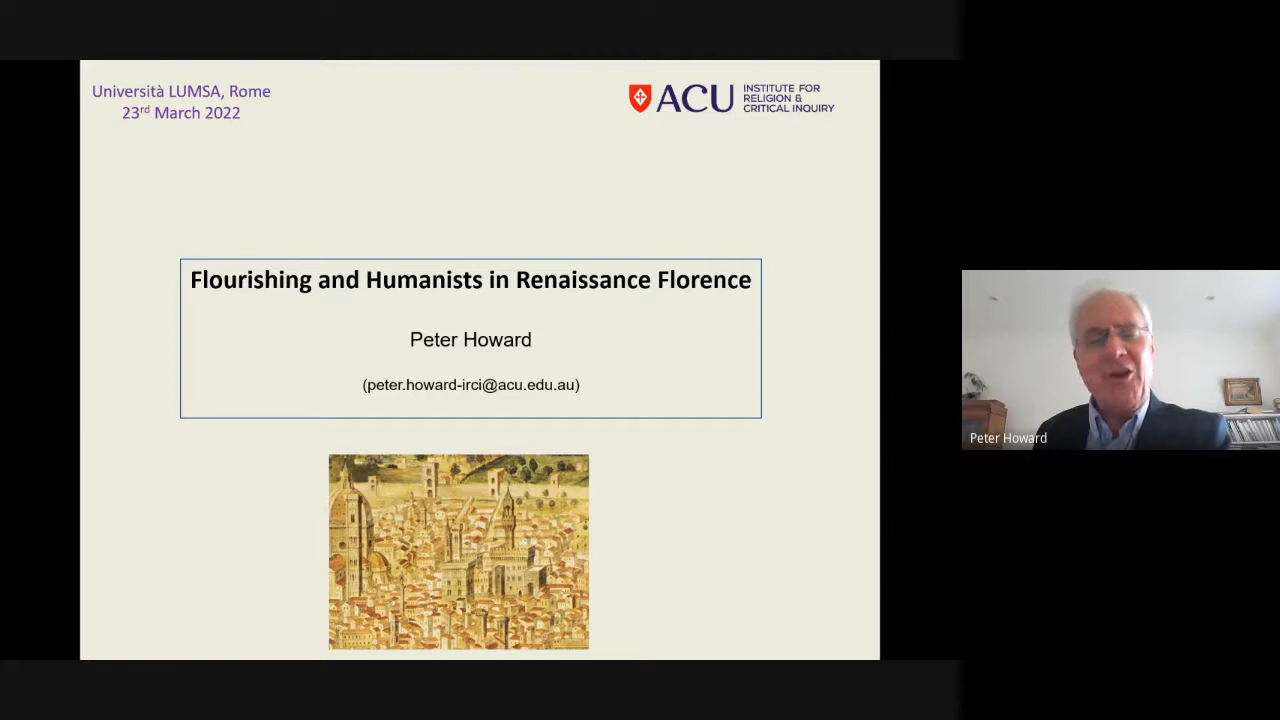 Università LUMSA, Rome
23rd March 2022
ACU
INSTITUTE FOR
RELIGION &
CRITICAL INQUIRY
Flourishing and Humanists in Renaissance Florence
Peter Howard
(peter.howard-irci@acu.edu.au)
Peter Howard